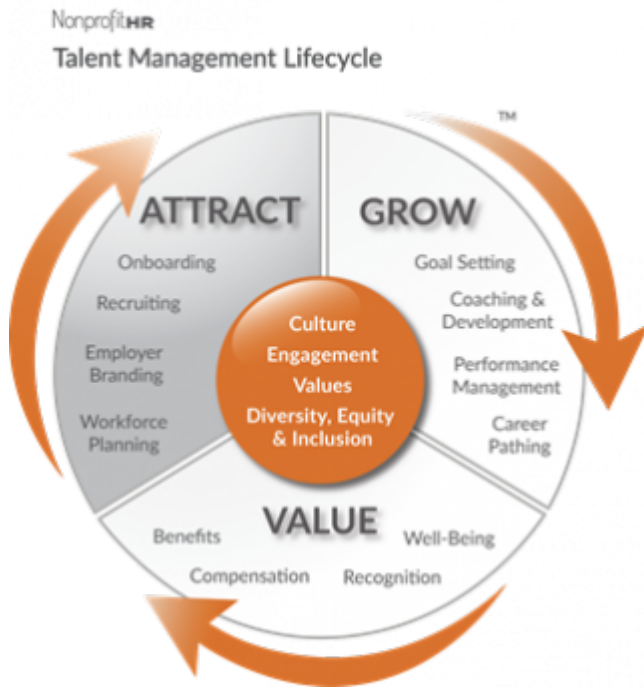 NonprofitHR
Talent Management Lifecycle
TM
ATTRACT
Onboarding
Recruiting
Employer
Branding
Workforce
Planning
GROW
Goal Setting
Coaching &
Development
Performance
Management
Career
Pathing
Culture
Engagement
Values
Diversity, Equity
& Inclusion
VALUE
Benefits
Compensation
Recognition
Well-Being